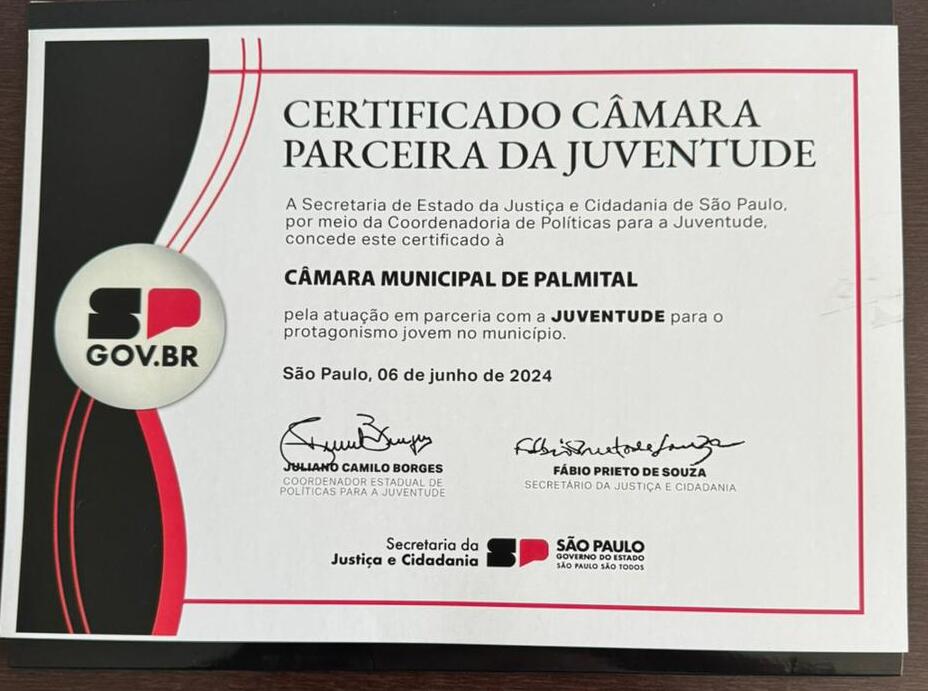 CERTIFICADO CÂMARA
PARCEIRA DA JUVENTUDE
A Secretaria de Estado da Justiça e Cidadania de São Paulo,
por meio da Coordenadoria de Políticas para a Juventude,
concede este certificado à
CÂMARA MUNICIPAL DE PALMITAL
pela atuação em parceria com a JUVENTUDE para o
protagonismo jovem no município.
São Paulo, 06 de junho de 2024
SP
GOV.BR
JULIANO CAMILO BORGES
COORDENADOR ESTADUAL DE
POLÍTICAS PARA A JUVENTUDE
FÁBIO PRIETO DE SOUZA
SECRETÁRIO DA JUSTIÇA E CIDADANIA
Secretaria da
Justiça e Cidadania
SP
SÃO PAULO
GOVERNO DO ESTADO
SÃO PAULO SÃO TODOS